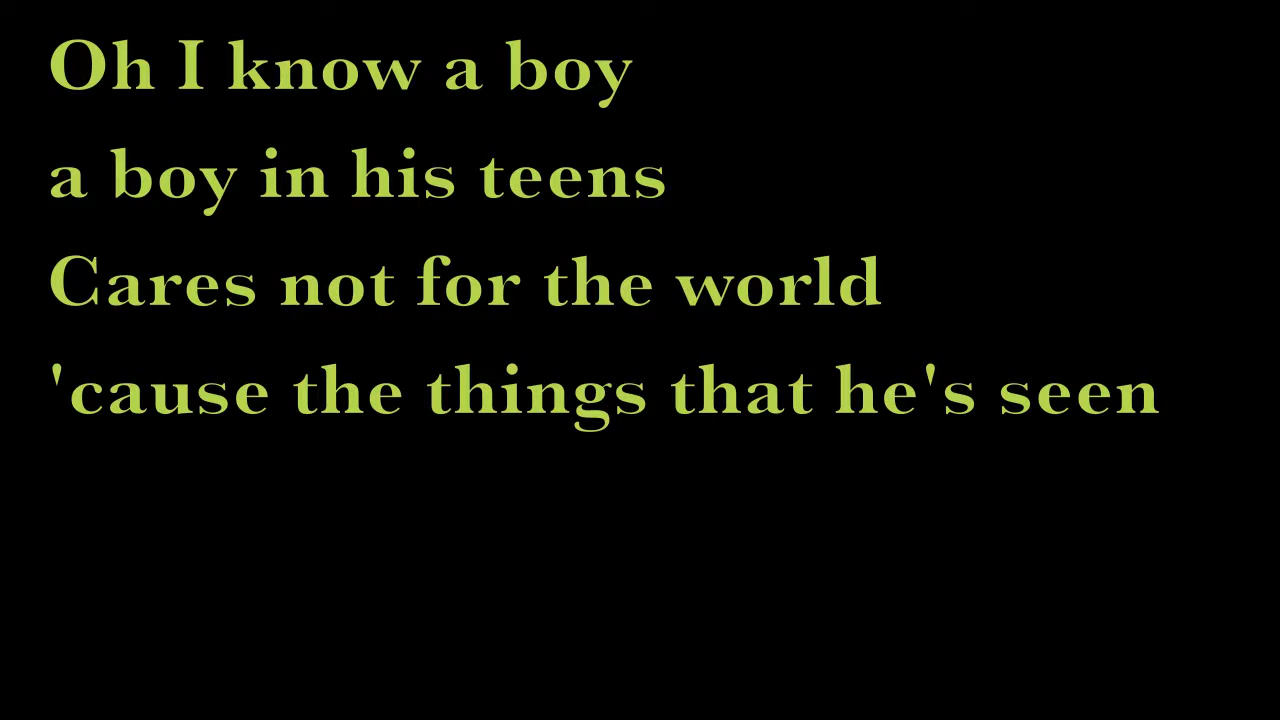 Oh I know a boy
a boy in his teens
Cares not for the world
'cause the things that he's seen